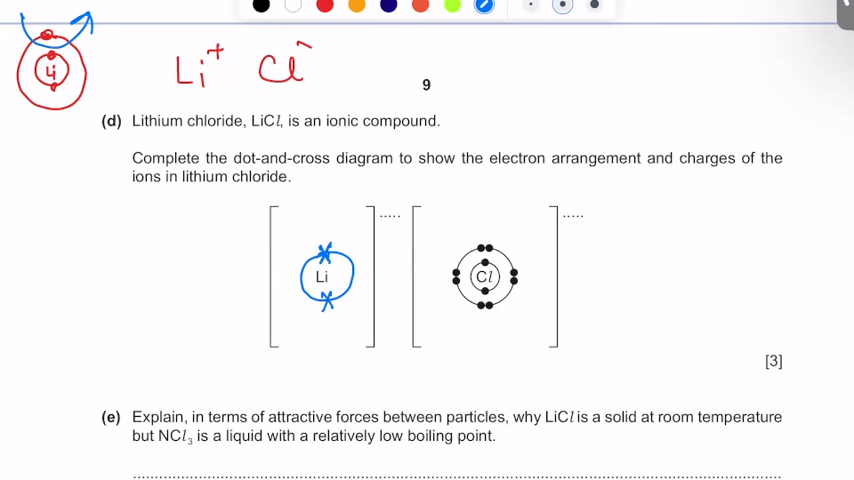 Li
Li⁺ Cl⁻
9
(d) Lithium chloride, LiCl, is an ionic compound.
Complete the dot-and-cross diagram to show the electron arrangement and charges of the
ions in lithium chloride.
..... .....
Li Cl
[3]
(e) Explain, in terms of attractive forces between particles, why LiCl is a solid at room temperature
but NCl₃ is a liquid with a relatively low boiling point.